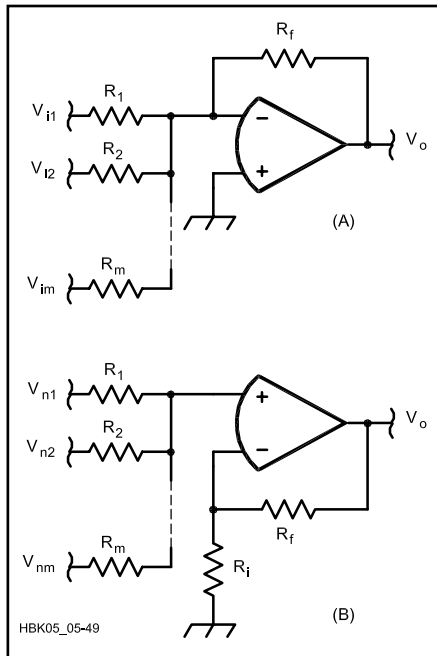 Rf
R1
Vi1
−
Vo
R2
VI2
+
(A)
Rm
Vim
R1
Vn1
+
Vo
R2
Vn2
−
Rm
Rf
Vnm
Ri
HBK05_05-49
(B)